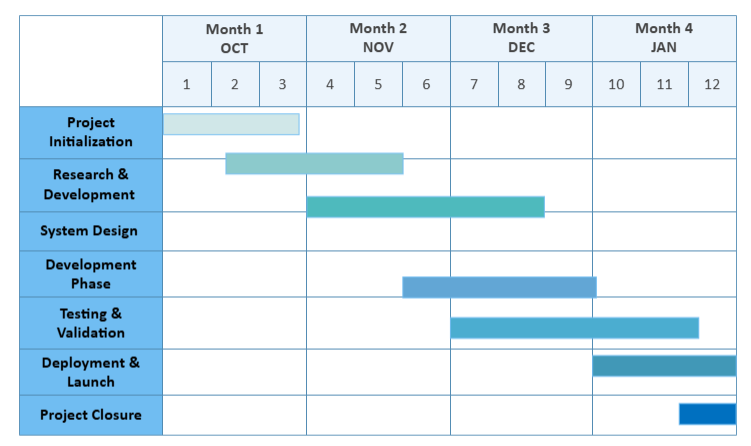 Month 1
OCT
Month 2
NOV
Month 3
DEC
Month 4
JAN
1 2 3 4 5 6 7 8 9 10 11 12
Project
Initialization
Research &
Development
System Design
Development
Phase
Testing &
Validation
Deployment &
Launch
Project Closure